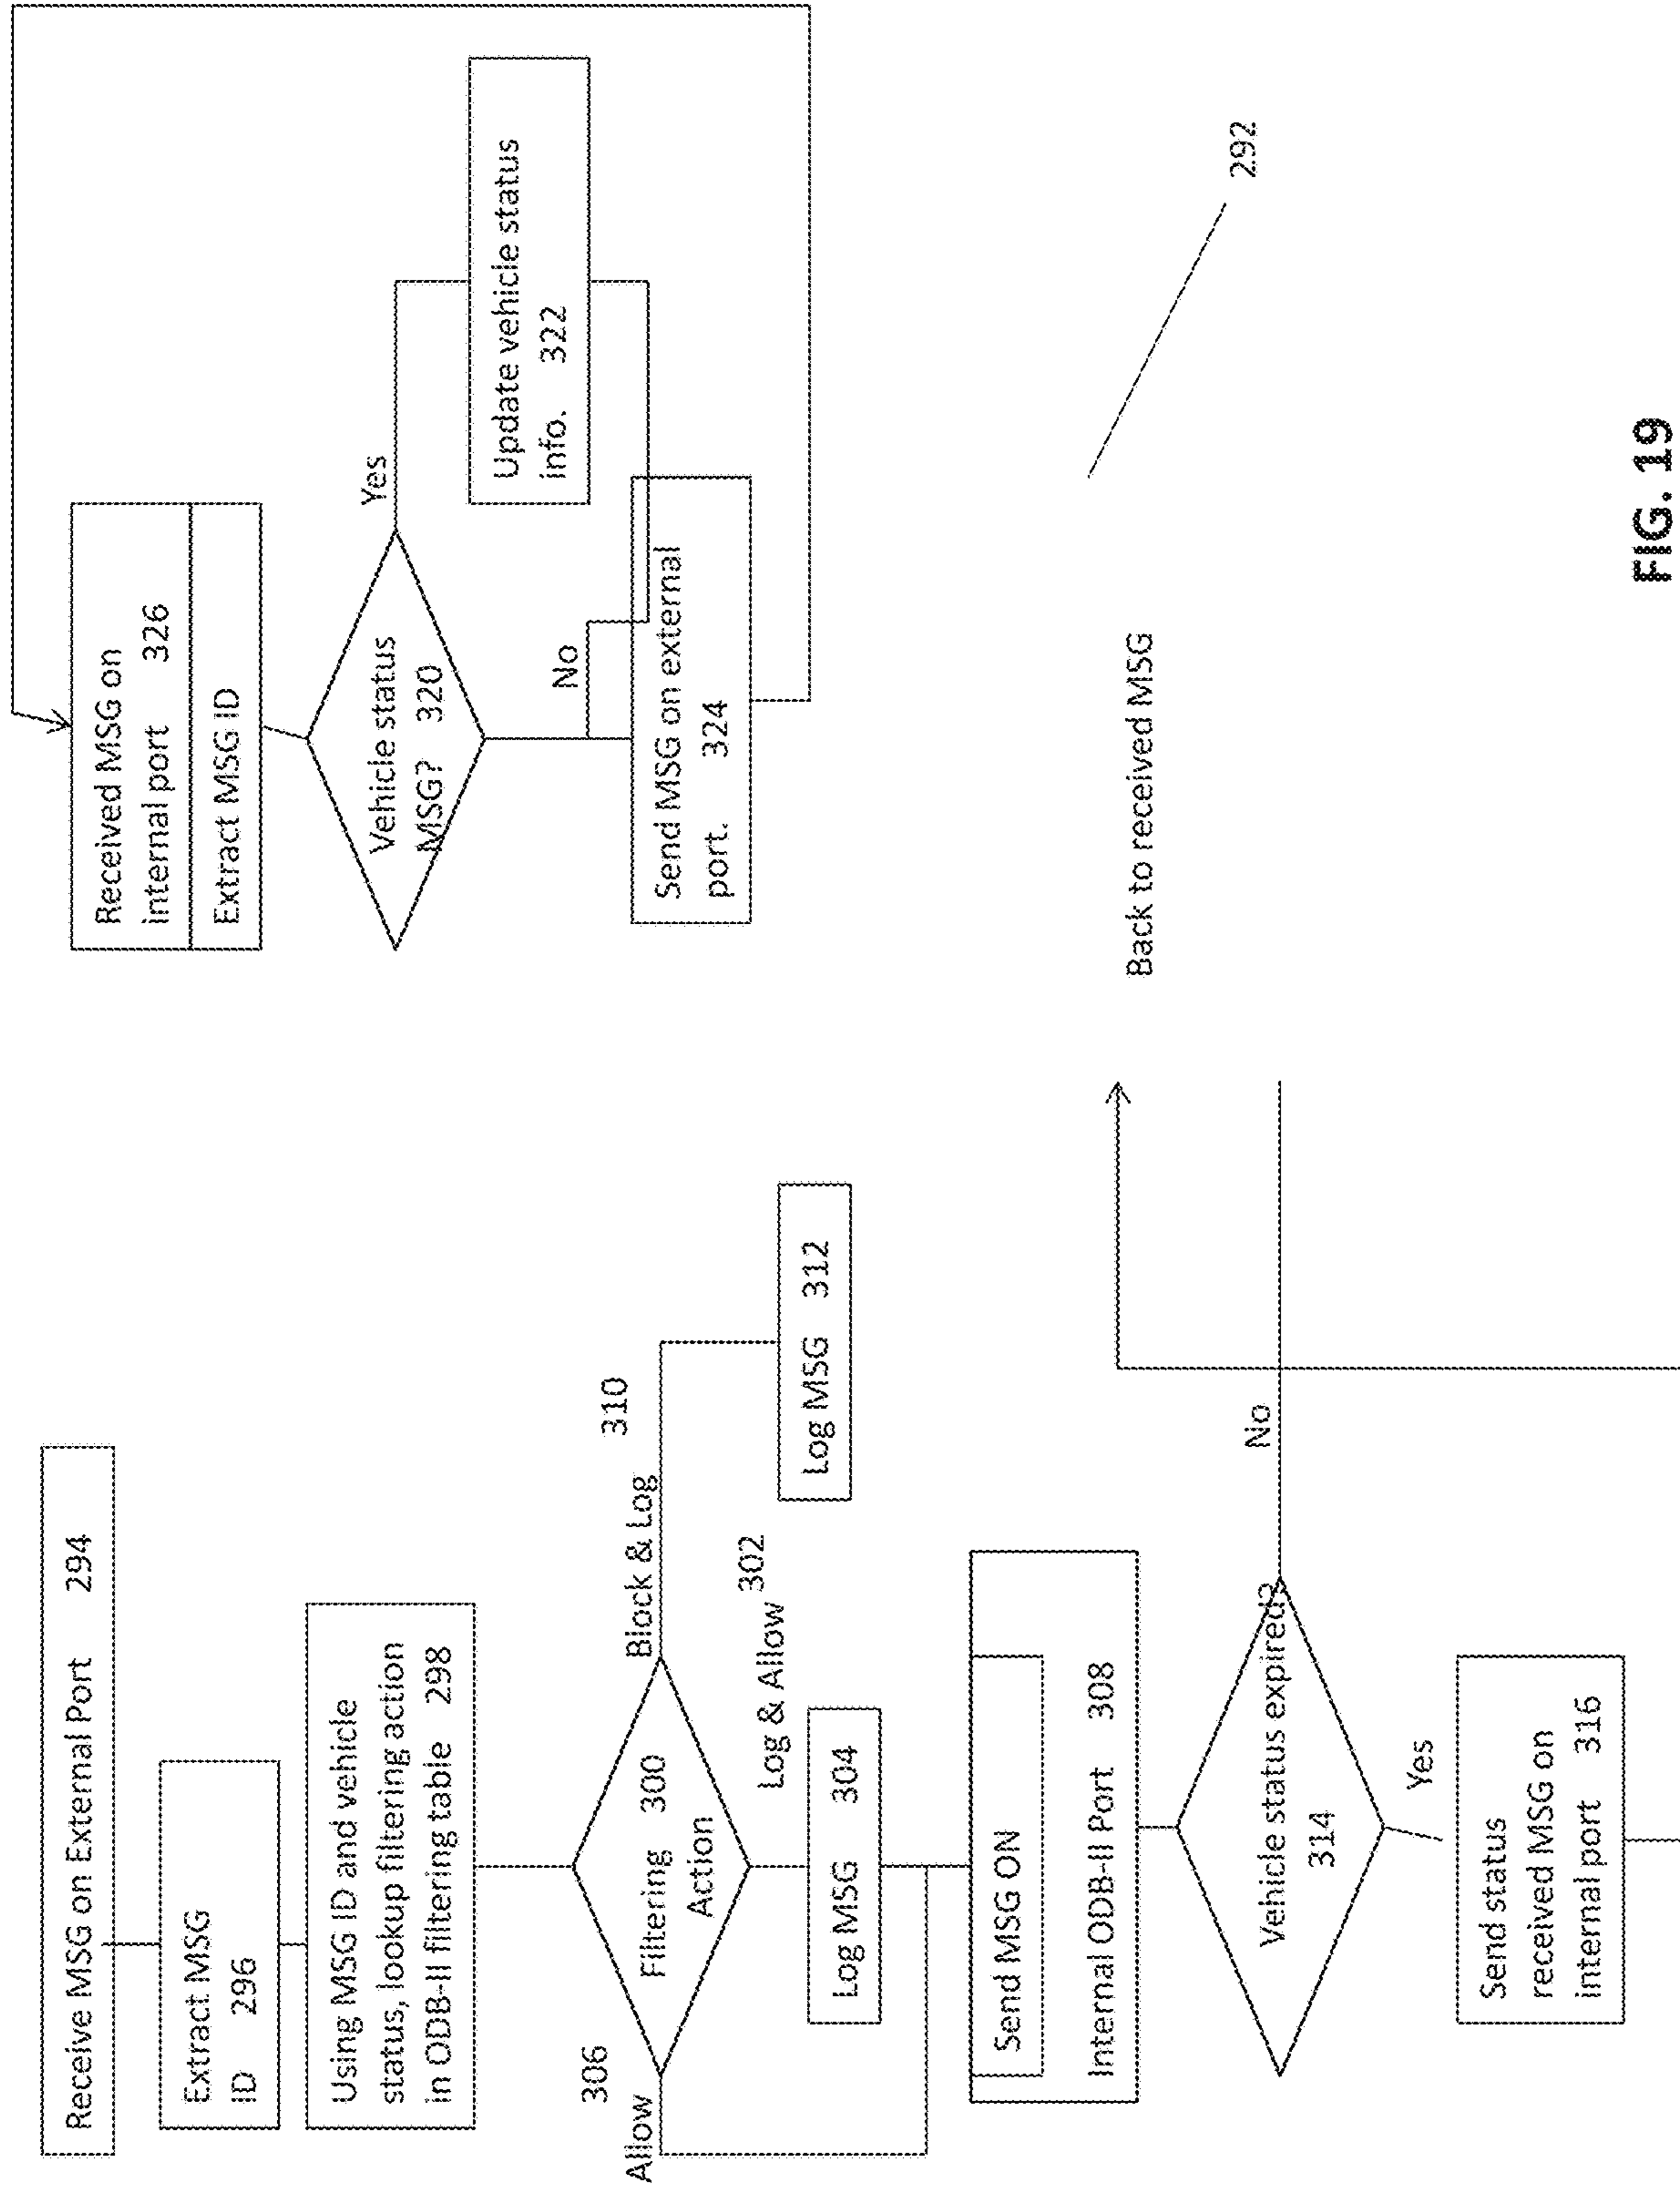 Receive MSG on External Port 294
Extract MSG
ID 296
Using MSG ID and vehicle
status, lookup filtering action
in ODB-II filtering table 298
306
Allow
Filtering 300
Action
Block & Log
310
Log & Allow
302
Log MSG 304
Log MSG 312
Send MSG ON
Internal ODB-II Port 308
Vehicle status expired?
314
No
Yes
Send status
received MSG on
internal port 316
Back to received MSG
Received MSG on
internal port 326
Extract MSG ID
Vehicle status
MSG? 320
Yes
No
Update vehicle status
info. 322
Send MSG on external
port. 324
292
FIG. 19